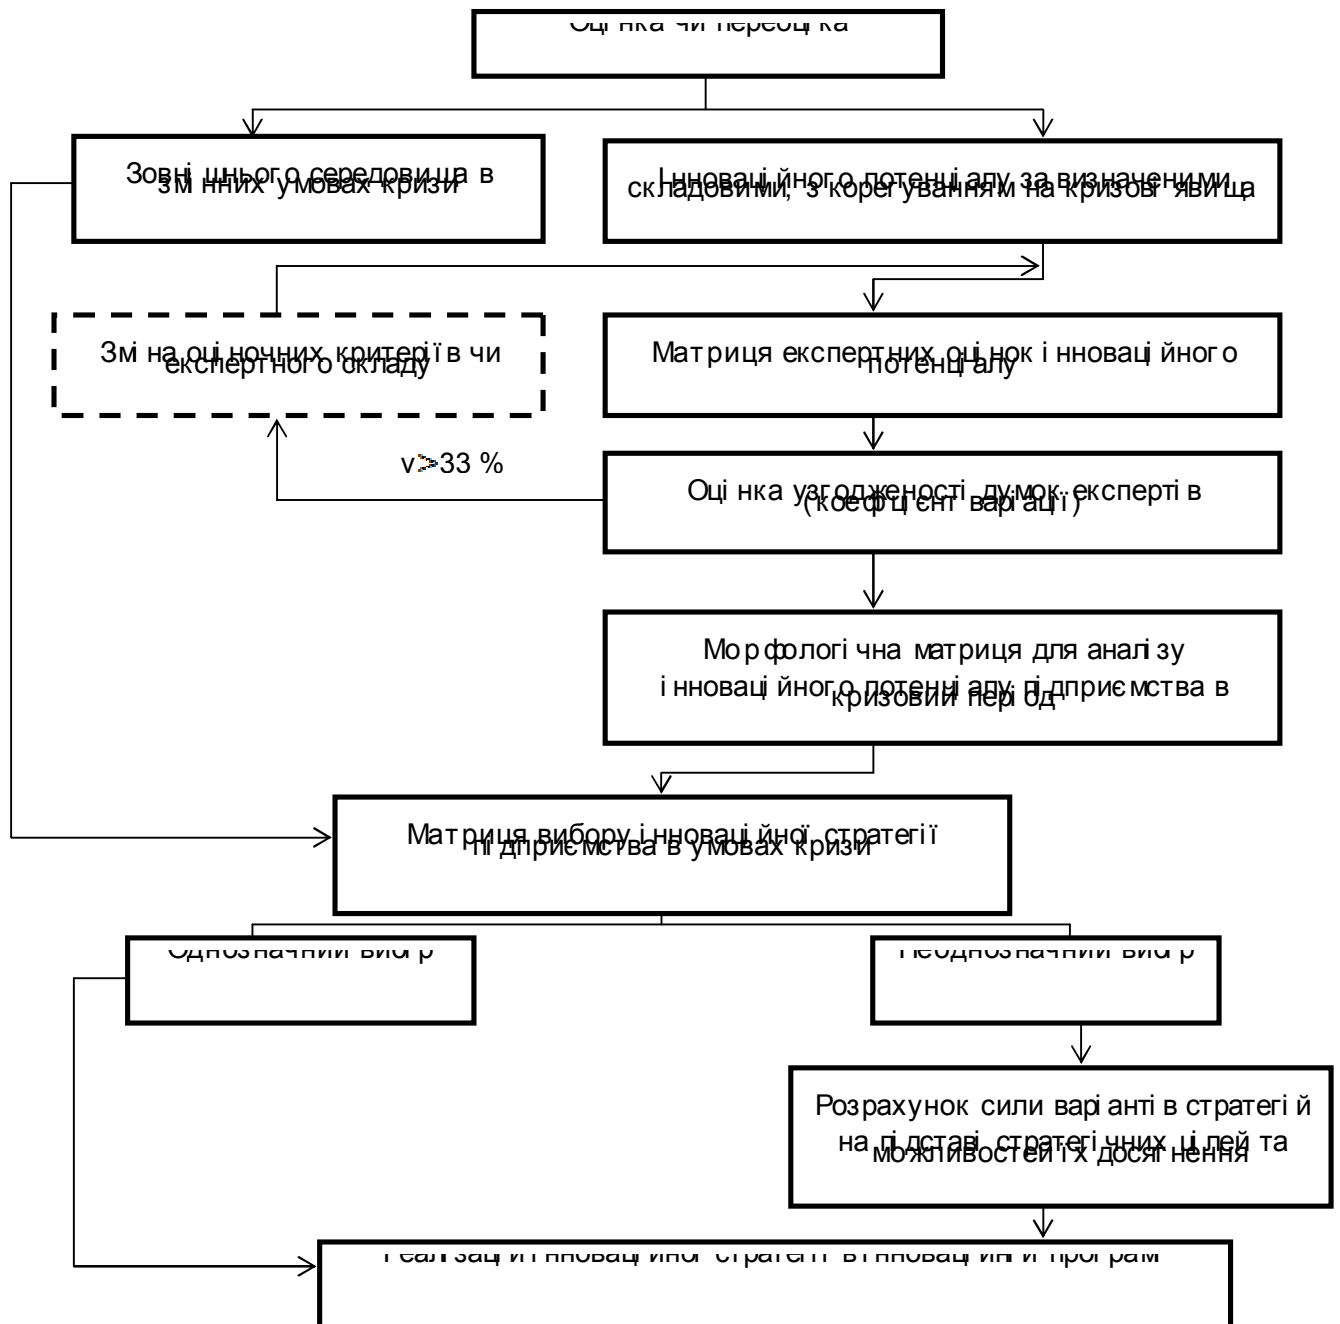 Оцінка чи переоцінка
Зовнішнього середовища в
змінних умовах кризи
Інноваційного потенціалу за визначеними
складовими, з корегуванням на кризові явища
Зміна оціночних критеріїв чи
експертного складу
Матриця експертних оцінок інноваційного
потенціалу
v>33 %
Оцінка узгодженості думок експертів
(коефіцієнт варіації)
Морфологічна матриця для аналізу
інноваційного потенціалу підприємства в
кризовий період
Матриця вибору інноваційної стратегії
підприємства в умовах кризи
Однозначний вибір
Неоднозначний вибір
Розрахунок сили варіантів стратегій
на підставі стратегічних цілей та
можливостей їх досягнення
інноваційної стратегії в інноваційній програмі